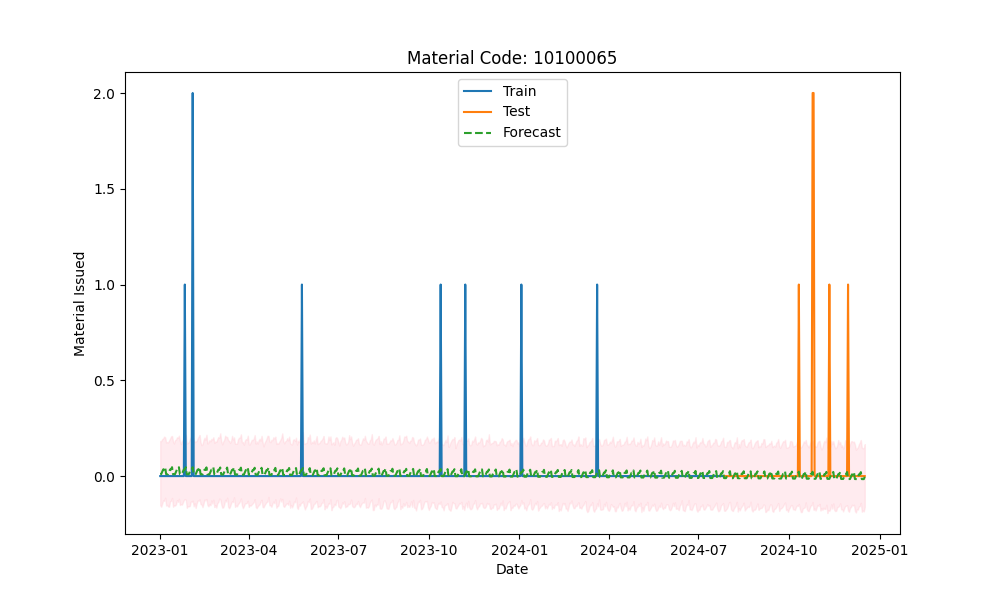 Material Code: 10100065
Train
Test
Forecast
2.0
1.5
1.0
0.5
0.0
Material Issued
2023-01 2023-04 2023-07 2023-10 2024-01 2024-04 2024-07 2024-10 2025-01
Date